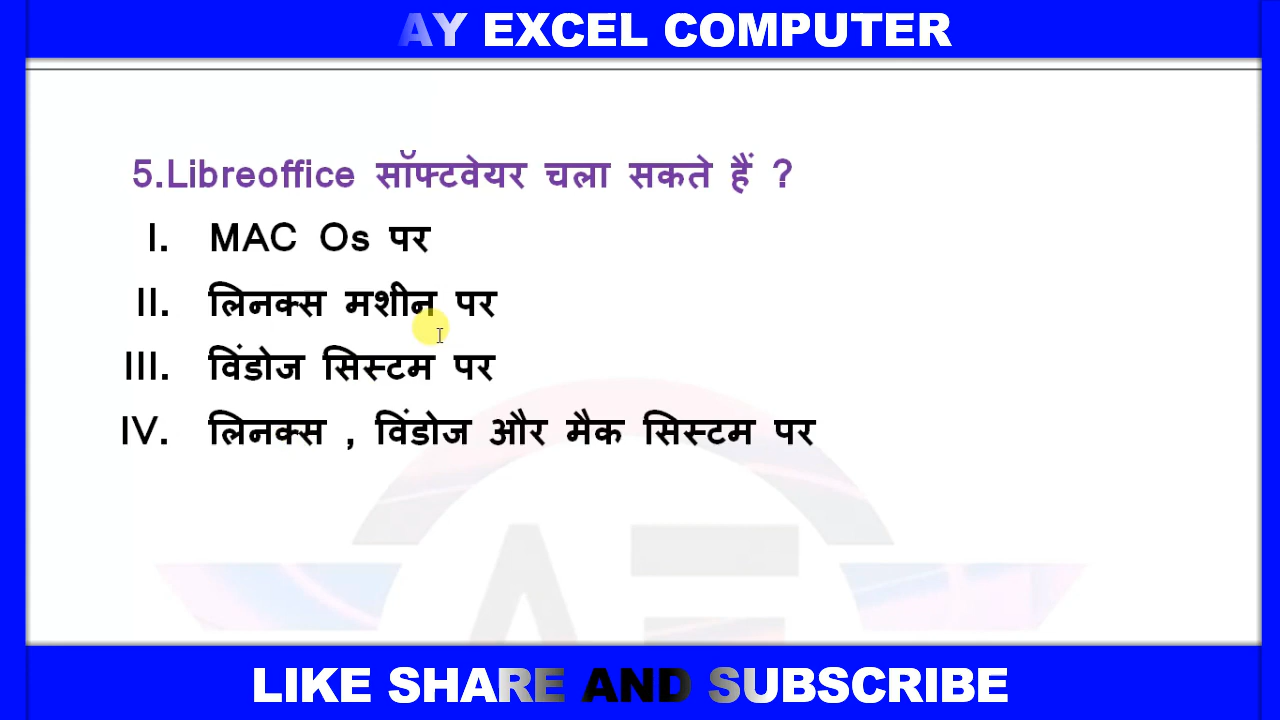 AY EXCEL COMPUTER
5.Libreoffice सॉफ्टवेयर चला सकते हैं ?
I. MAC Os पर
II. लिनक्स मशीन पर
III. विंडोज सिस्टम पर
IV. लिनक्स , विंडोज और मैक सिस्टम पर
AE
LIKE SHARE AND SUBSCRIBE